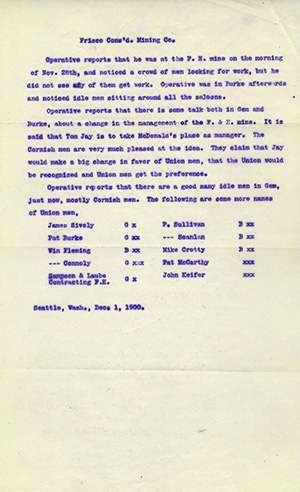 Frisco Cons'd. Mining Co.
Operative reports that he was at the F. H. mine on the morning
of Nov. 28th, and noticed a crowd of men looking for work, but he
did not see any of them get work. Operative was in Burke afterwards
and noticed idle men sitting around all the saloons.
Operative reports that there is some talk both in Gem and
Burke, about a change in the management of the F. & H. mine. It is
said that Tom Jay is to take McDonald's place as manager. The
Cornish men are very much pleased at the idea. They claim that Jay
would make a big change in favor of Union men, that the Union would
be recognized and Union men get the preference.
Operative reports that there are a good many idle men in Gem,
just now, mostly Cornish men. The following are some more names
of Union men,
James Sively G x P. Sullivan B xx
Pat Burke G xx --- Scanlan B xx
Win Fleming B xx Mike Crotty B xx
--- Connoly G xxx Pat McCarthy xxx
Sampson & Laube
Contracting F.H. G x John Keifer xxx
Seattle, Wash., Dec. 1, 1900.